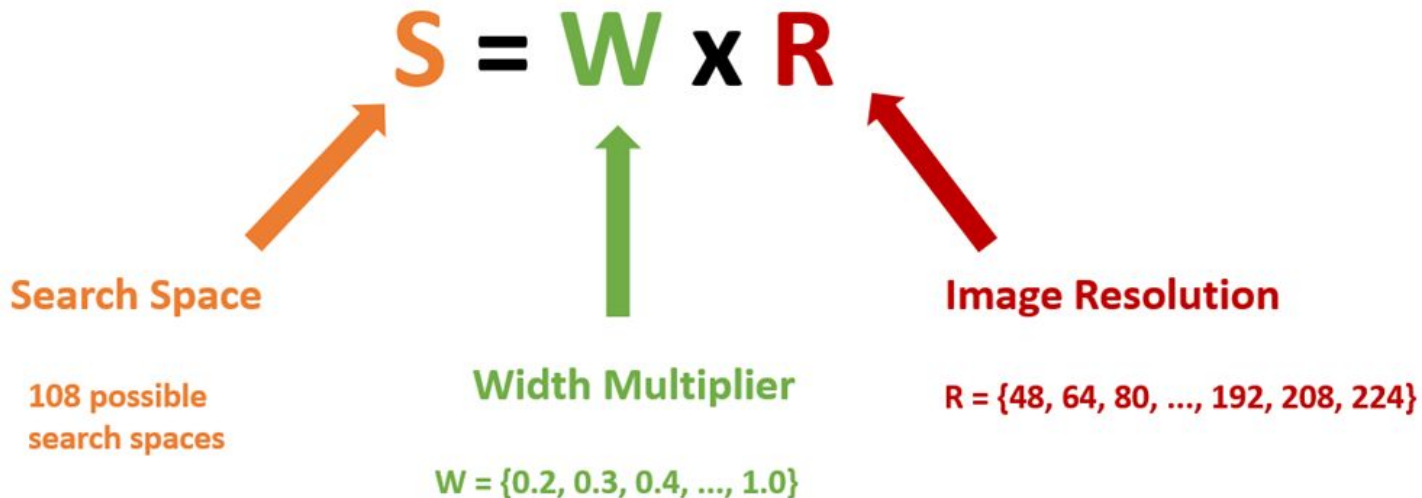 S = W x R
Search Space
Image Resolution
108 possible
search spaces
Width Multiplier
R = {48, 64, 80, ..., 192, 208, 224}
W = {0.2, 0.3, 0.4, ..., 1.0}